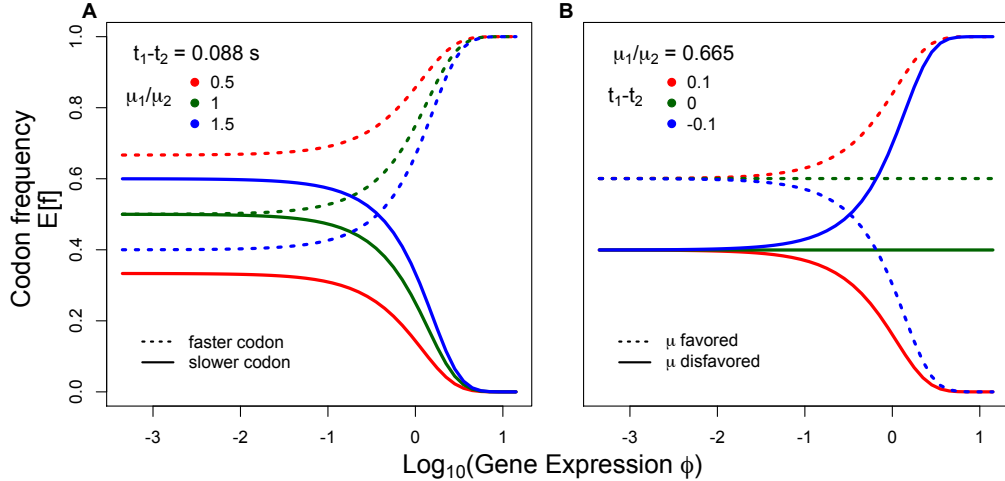 A
t₁-t₂ = 0.088 s
μ₁/μ₂
0.5
1
1.5
faster codon
slower codon
Codon frequency
E[f]
0.0
0.2
0.4
0.6
0.8
1.0
-3
-2
-1
0
1
B
μ₁/μ₂ = 0.665
t₁-t₂
0.1
0
-0.1
μ favored
μ disfavored
-3
-2
-1
0
1
Log₁₀(Gene Expression ϕ)